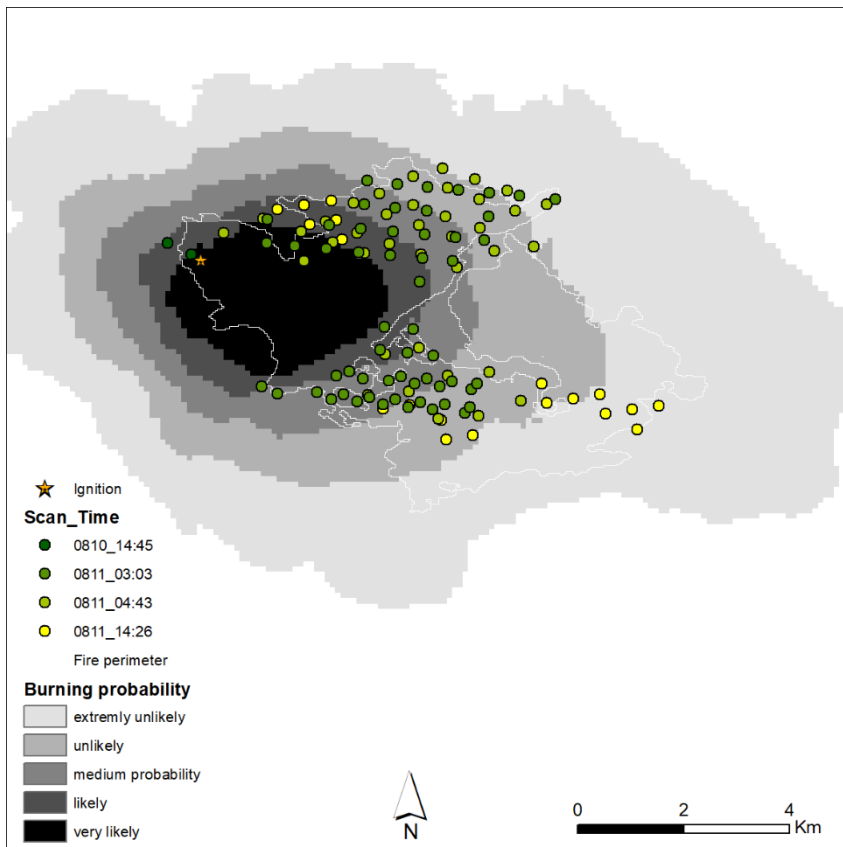 Ignition
Scan_Time
0810_14:45
0811_03:03
0811_04:43
0811_14:26
Fire perimeter
Burning probability
extremly unlikely
unlikely
medium probability
likely
very likely
N
0 2 4
Km